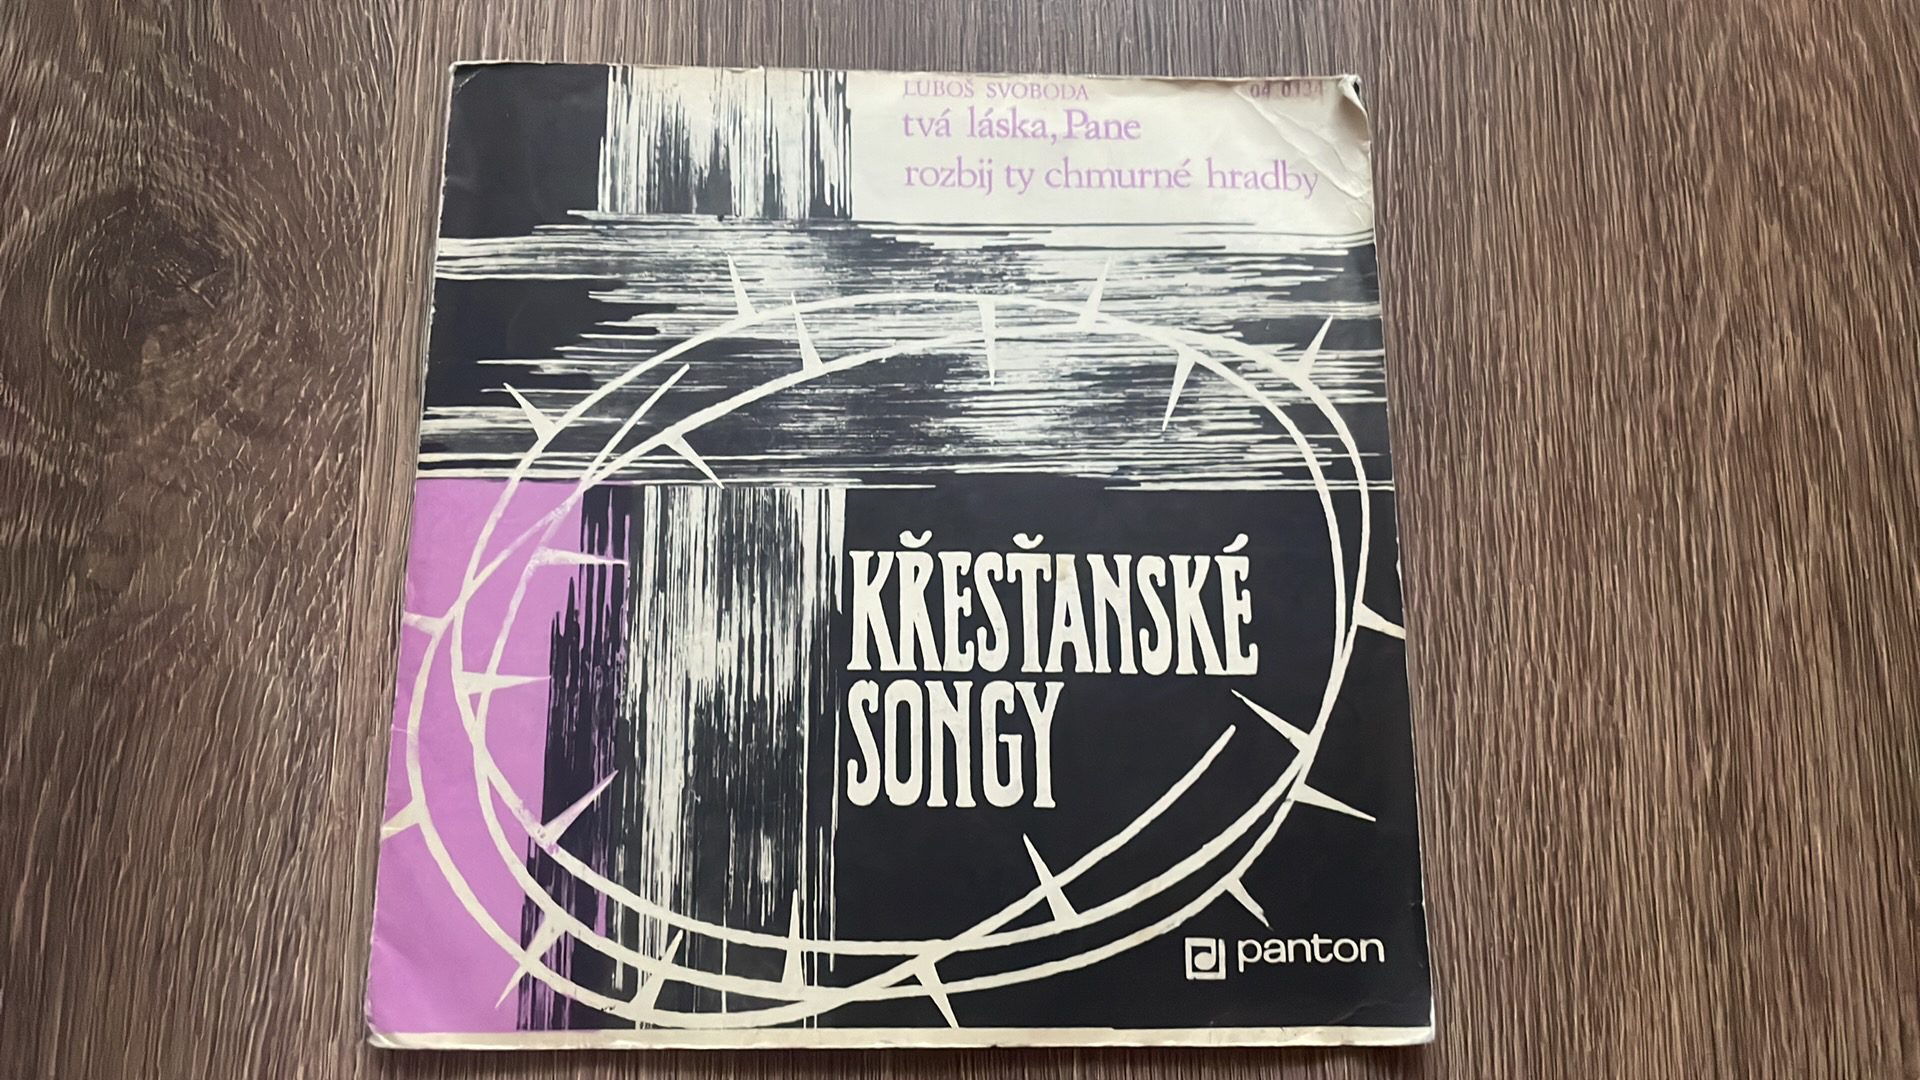 LUBOŠ SVOBODA
04 0134
tvá láska, Pane
rozbij ty chmurné hradby
KŘESŤANSKÉ
SONGY
panton